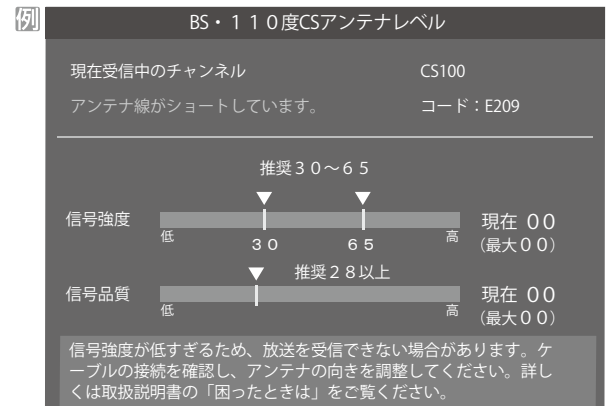 例
BS・１１０度CSアンテナレベル
現在受信中のチャンネル CS100
アンテナ線がショートしています。 コード：E209
推奨３０～６５
信号強度 現在 ００
低 ３０ ６５ 高 （最大００）
推奨２８以上
信号品質 現在 ００
低 高 （最大００）
信号強度が低すぎるため、放送を受信できない場合があります。ケ
ーブルの接続を確認し、アンテナの向きを調整してください。詳し
くは取扱説明書の「困ったときは」をご覧ください。